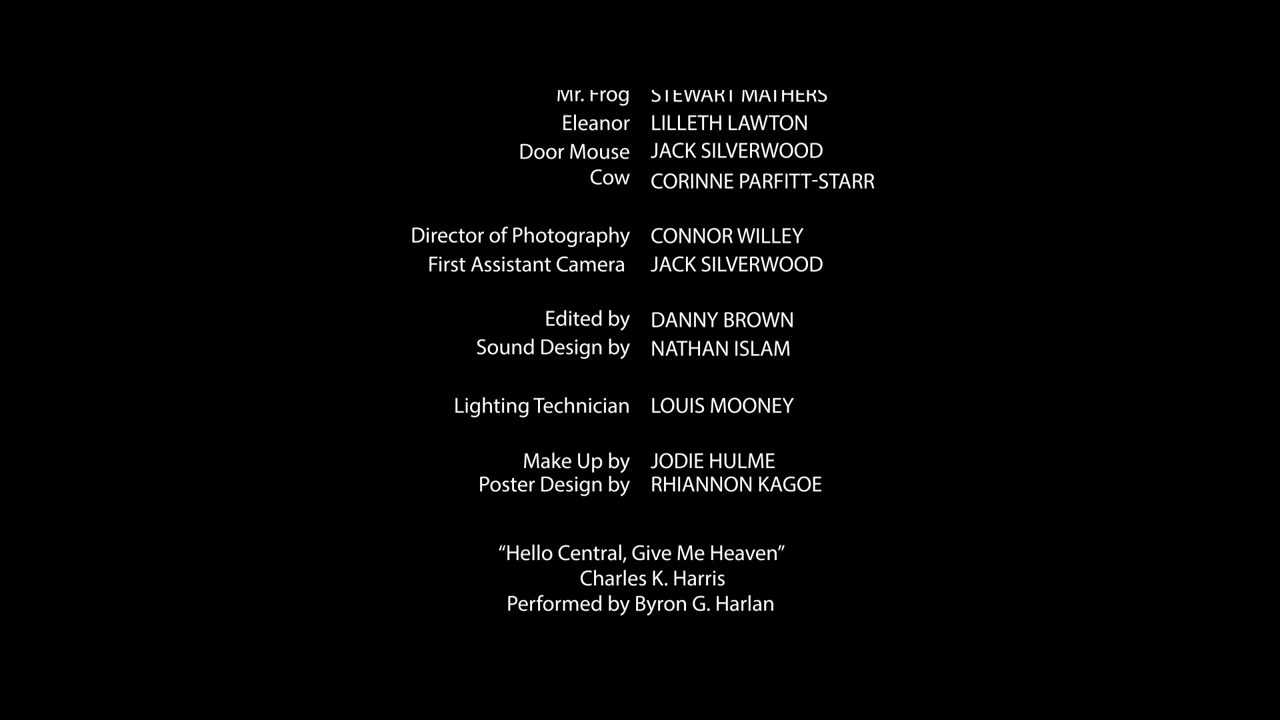 Mr. Frog STEWART MATHERS
Eleanor LILLETH LAWTON
Door Mouse JACK SILVERWOOD
Cow CORINNE PARFITT-STARR
Director of Photography CONNOR WILLEY
First Assistant Camera JACK SILVERWOOD
Edited by DANNY BROWN
Sound Design by NATHAN ISLAM
Lighting Technician LOUIS MOONEY
Make Up by JODIE HULME
Poster Design by RHIANNON KAGOE
“Hello Central, Give Me Heaven”
Charles K. Harris
Performed by Byron G. Harlan